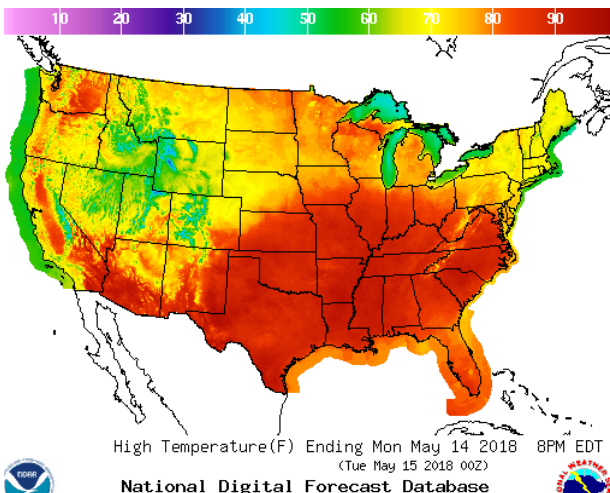 10 20 30 40 50 60 70 80 90
High Temperature(F) Ending Mon May 14 2018 8PM EDT
(Tue May 15 2018 00Z)
National Digital Forecast Database
noaa